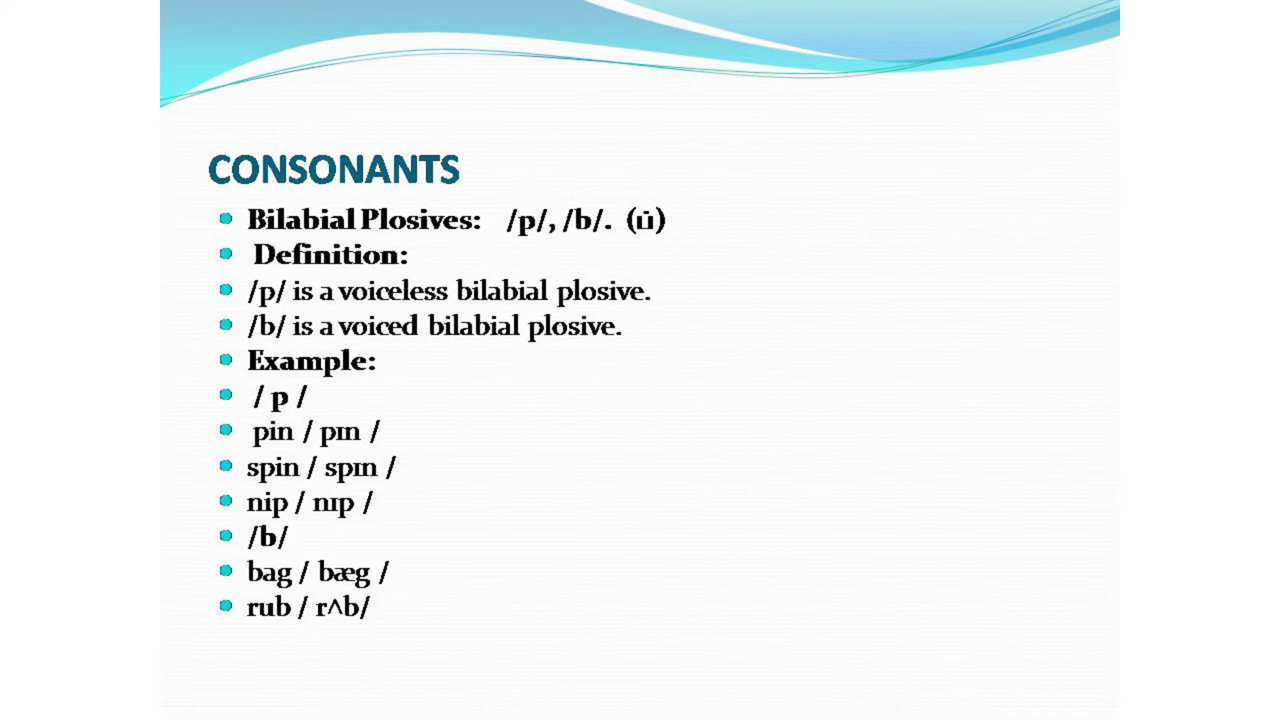 CONSONANTS
Bilabial Plosives: /p/, /b/.
Definition:
/p/ is a voiceless bilabial plosive.
/b/ is a voiced bilabial plosive.
Example:
/ p /
pin / pɪn /
spin / spɪn /
nip / nɪp /
/b/
bag / bæg /
rub / r^b/